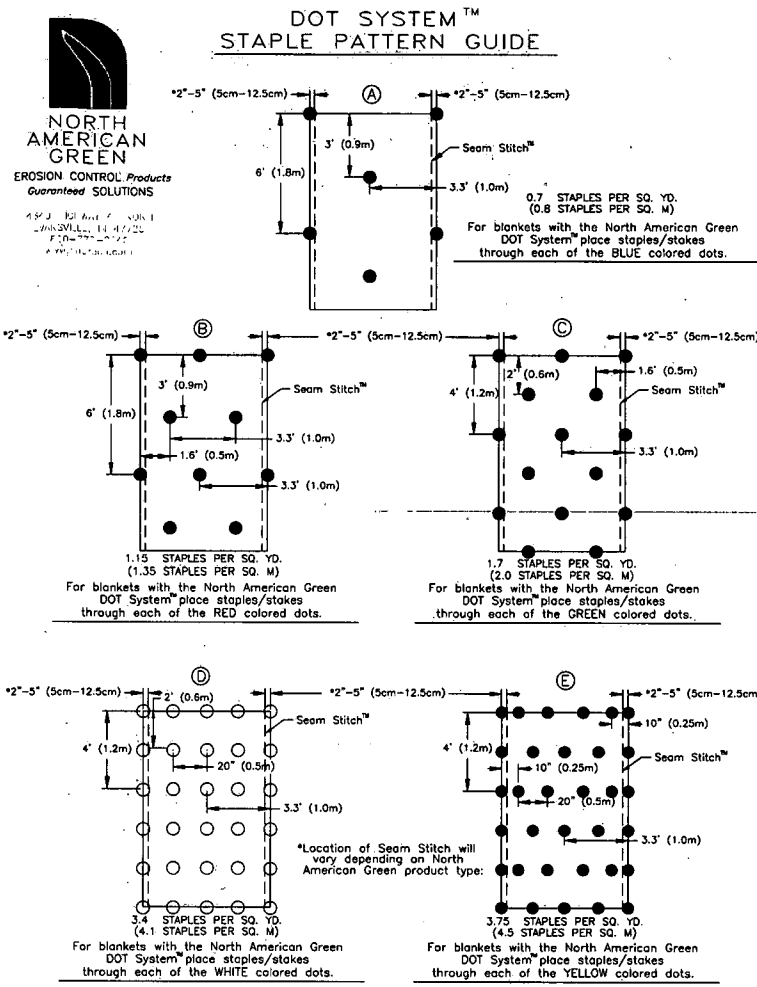 DOT SYSTEM™
STAPLE PATTERN GUIDE
NORTH
AMERICAN
GREEN
EROSION CONTROL Products
Guaranteed SOLUTIONS
*2"-5" (5cm-12.5cm)
A
*2"-5" (5cm-12.5cm)
3' (0.9m)
6' (1.8m)
Seam Stitch™
3.3' (1.0m)
0.7 STAPLES PER SQ. YD.
(0.8 STAPLES PER SQ. M)
For blankets with the North American Green
DOT System™ place staples/stakes
through each of the BLUE colored dots.
*2"-5" (5cm-12.5cm)
B
*2"-5" (5cm-12.5cm)
6' (1.8m)
3' (0.9m)
Seam Stitch™
3.3' (1.0m)
1.6' (0.5m)
3.3' (1.0m)
1.15 STAPLES PER SQ. YD.
(1.35 STAPLES PER SQ. M)
For blankets with the North American Green
DOT System™ place staples/stakes
through each of the RED colored dots.
C
*2"-5" (5cm-12.5cm)
2' (0.6m)
1.6' (0.5m)
4' (1.2m)
Seam Stitch™
3.3' (1.0m)
1.7 STAPLES PER SQ. YD.
(2.0 STAPLES PER SQ. M)
For blankets with the North American Green
DOT System™ place staples/stakes
through each of the GREEN colored dots.
*2"-5" (5cm-12.5cm)
D
*2"-5" (5cm-12.5cm)
2' (0.6m)
Seam Stitch™
4' (1.2m)
20" (0.5m)
3.3' (1.0m)
3.4 STAPLES PER SQ. YD.
(4.1 STAPLES PER SQ. M)
For blankets with the North American Green
DOT System™ place staples/stakes
through each of the WHITE colored dots.
*Location of Seam Stitch will
vary depending on North
American Green product type:
E
*2"-5" (5cm-12.5cm)
10" (0.25m)
4' (1.2m)
Seam Stitch™
10" (0.25m)
20" (0.5m)
3.3' (1.0m)
3.75 STAPLES PER SQ. YD.
(4.5 STAPLES PER SQ. M)
For blankets with the North American Green
DOT System™ place staples/stakes
through each of the YELLOW colored dots.